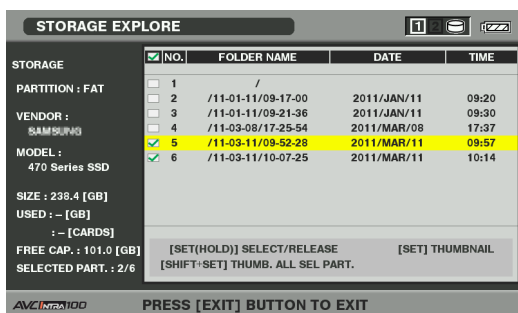 STORAGE EXPLORE
1 2
STORAGE
PARTITION : FAT
VENDOR :
SAMSUNG
MODEL :
470 Series SSD
SIZE : 238.4 [GB]
USED : – [GB]
: – [CARDS]
FREE CAP. : 101.0 [GB]
SELECTED PART. : 2/6
NO. FOLDER NAME DATE TIME
1 /
2 /11-01-11/09-17-00 2011/JAN/11 09:20
3 /11-01-11/09-21-36 2011/JAN/11 09:30
4 /11-03-08/17-25-54 2011/MAR/08 17:37
5 /11-03-11/09-52-28 2011/MAR/11 09:57
6 /11-03-11/10-07-25 2011/MAR/11 10:14
[SET(HOLD)] SELECT/RELEASE [SET] THUMBNAIL
[SHIFT+SET] THUMB. ALL SEL PART.
AVC INTRA 100 PRESS [EXIT] BUTTON TO EXIT